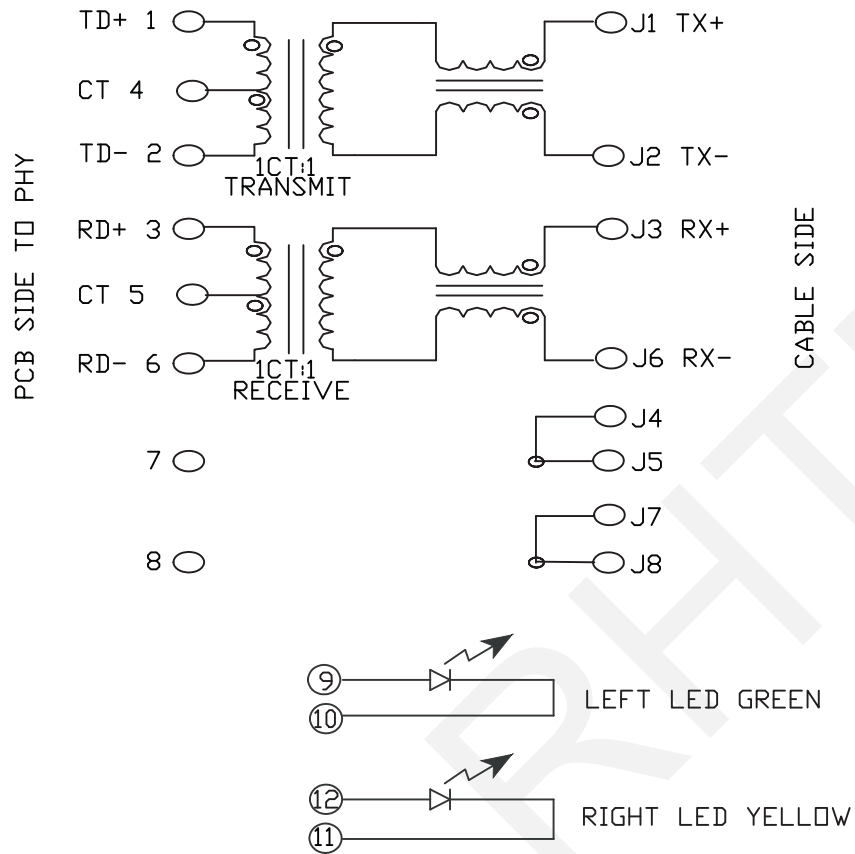 TD+ 1
J1 TX+
CT 4
TD- 2
J2 TX-
1CT:1
TRANSMIT
PCB SIDE TO PHY
RD+ 3
J3 RX+
CT 5
CABLE SIDE
RD- 6
J6 RX-
1CT:1
RECEIVE
J4
7
J5
J7
8
J8
9
LEFT LED GREEN
10
12
RIGHT LED YELLOW
11
RHT